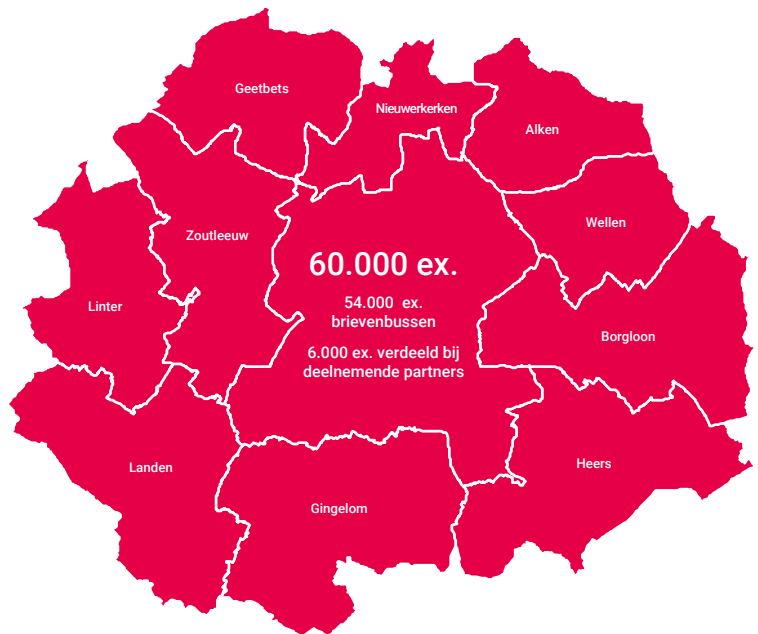 Geetbets
Nieuwerkerken
Alken
Wellen
Zoutleeuw
60.000 ex.
54.000 ex.
brievenbussen
6.000 ex. verdeeld bij
deelnemende partners
Linter
Borgloon
Landen
Heers
Gingelom